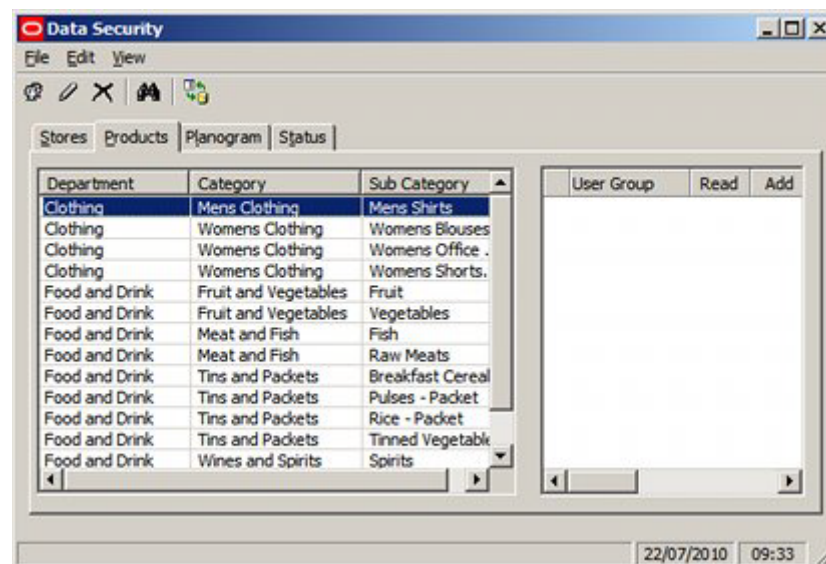 Data Security
File Edit View
Stores Products Planogram Status
Department Category Sub Category User Group Read Add
Clothing Mens Clothing Mens Shirts
Clothing Womens Clothing Womens Blouses
Clothing Womens Clothing Womens Office .
Clothing Womens Clothing Womens Shorts.
Food and Drink Fruit and Vegetables Fruit
Food and Drink Fruit and Vegetables Vegetables
Food and Drink Meat and Fish Fish
Food and Drink Meat and Fish Raw Meats
Food and Drink Tins and Packets Breakfast Cereal
Food and Drink Tins and Packets Pulses - Packet
Food and Drink Tins and Packets Rice - Packet
Food and Drink Tins and Packets Tinned Vegetable
Food and Drink Wines and Spirits Spirits
22/07/2010 09:33